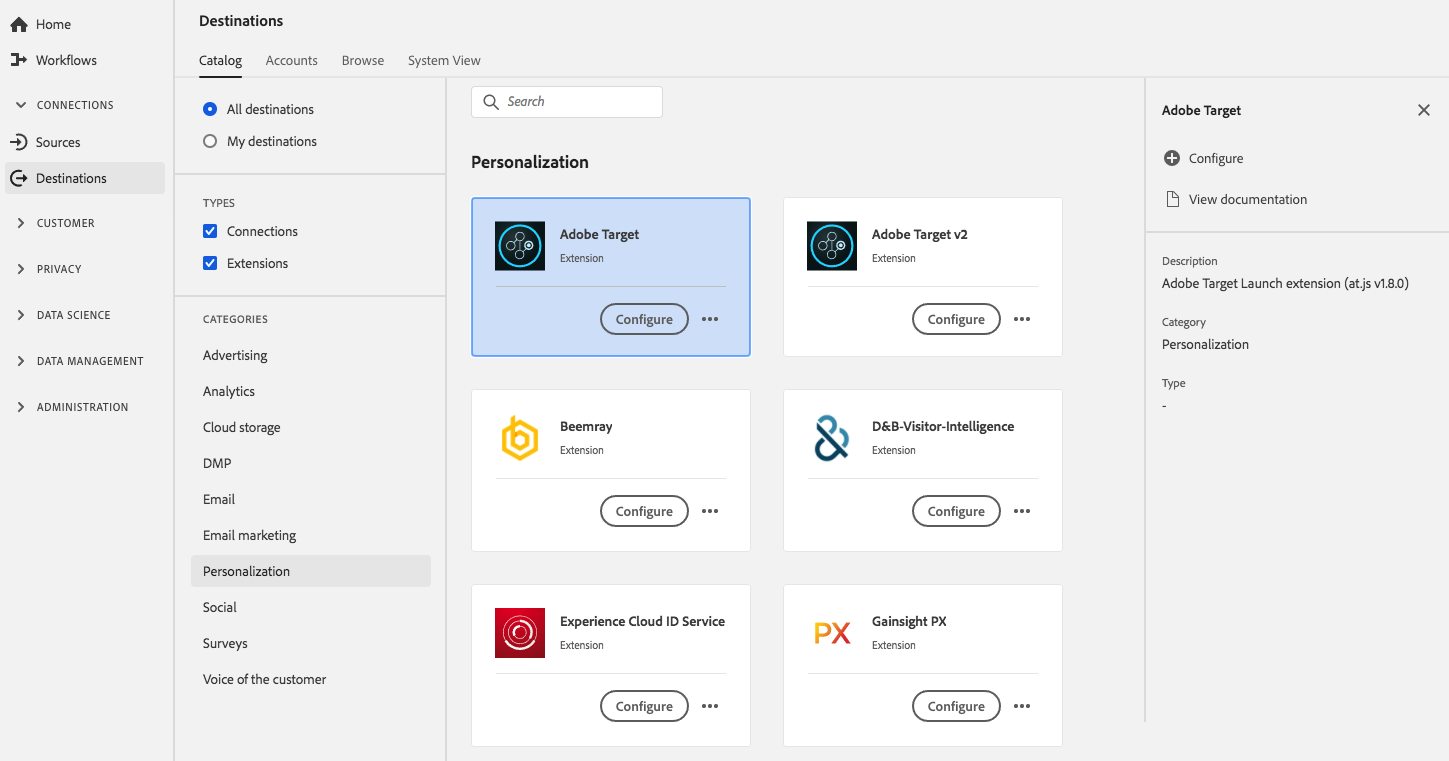 Home
Workflows
CONNECTIONS
Sources
Destinations
CUSTOMER
PRIVACY
DATA SCIENCE
DATA MANAGEMENT
ADMINISTRATION
Destinations
Catalog Accounts Browse System View
All destinations
My destinations
TYPES
Connections
Extensions
CATEGORIES
Advertising
Analytics
Cloud storage
DMP
Email
Email marketing
Personalization
Social
Surveys
Voice of the customer
Search
Personalization
Adobe Target
Extension
Configure
Adobe Target v2
Extension
Configure
Beemray
Extension
Configure
D&B-Visitor-Intelligence
Extension
Configure
Experience Cloud ID Service
Extension
Configure
PX
Gainsight PX
Extension
Configure
Adobe Target
Configure
View documentation
Description
Adobe Target Launch extension (at.js v1.8.0)
Category
Personalization
Type
-